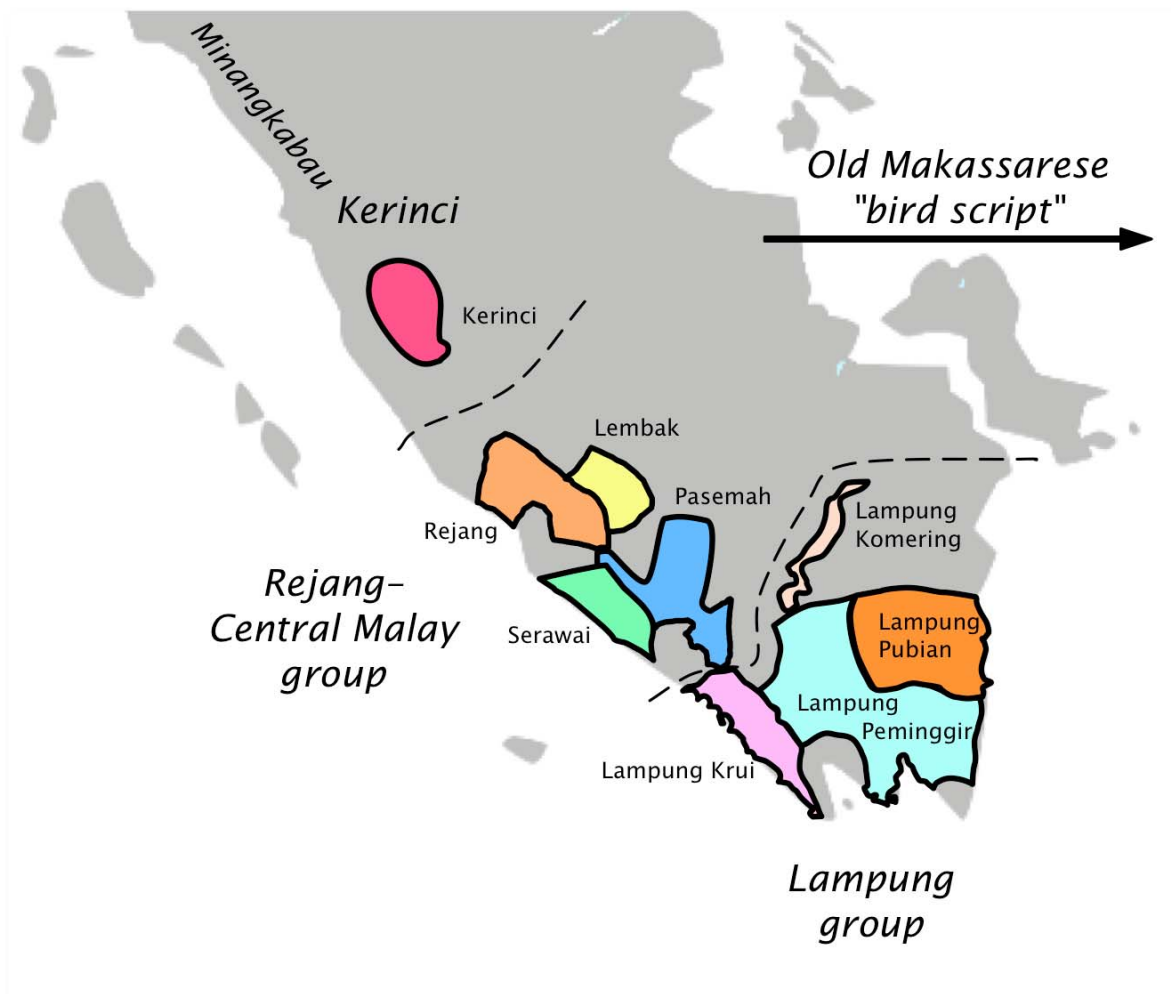 Minangkabau
Old Makassarese
"bird script"
Kerinci
Kerinci
Lembak
Pasemah
Rejang
Lampung
Komering
Rejang–
Central Malay
group
Serawai
Lampung
Pubian
Lampung
Peminggir
Lampung Krui
Lampung
group